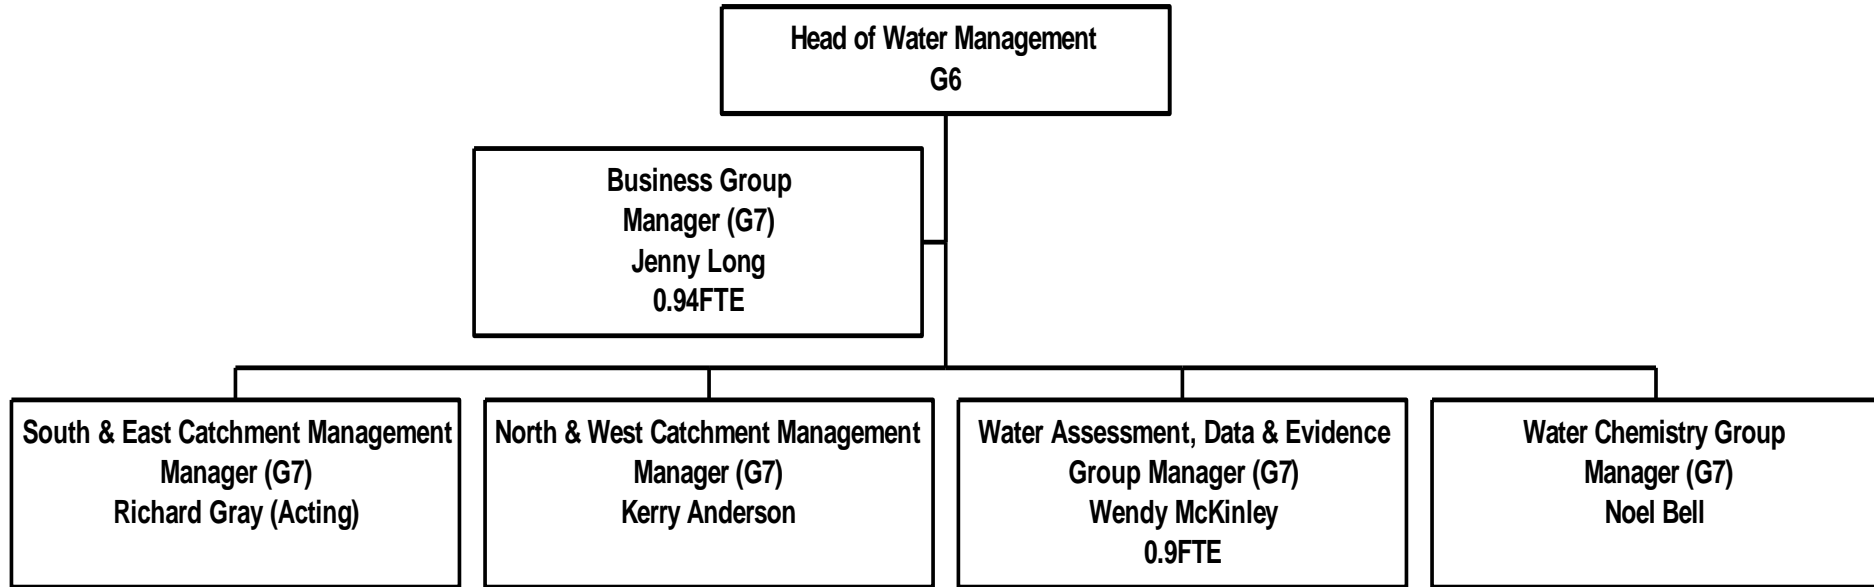 Head of Water Management
G6
Business Group
Manager (G7)
Jenny Long
0.94FTE
South & East Catchment Management
Manager (G7)
Richard Gray (Acting)
North & West Catchment Management
Manager (G7)
Kerry Anderson
Water Assessment, Data & Evidence
Group Manager (G7)
Wendy McKinley
0.9FTE
Water Chemistry Group
Manager (G7)
Noel Bell